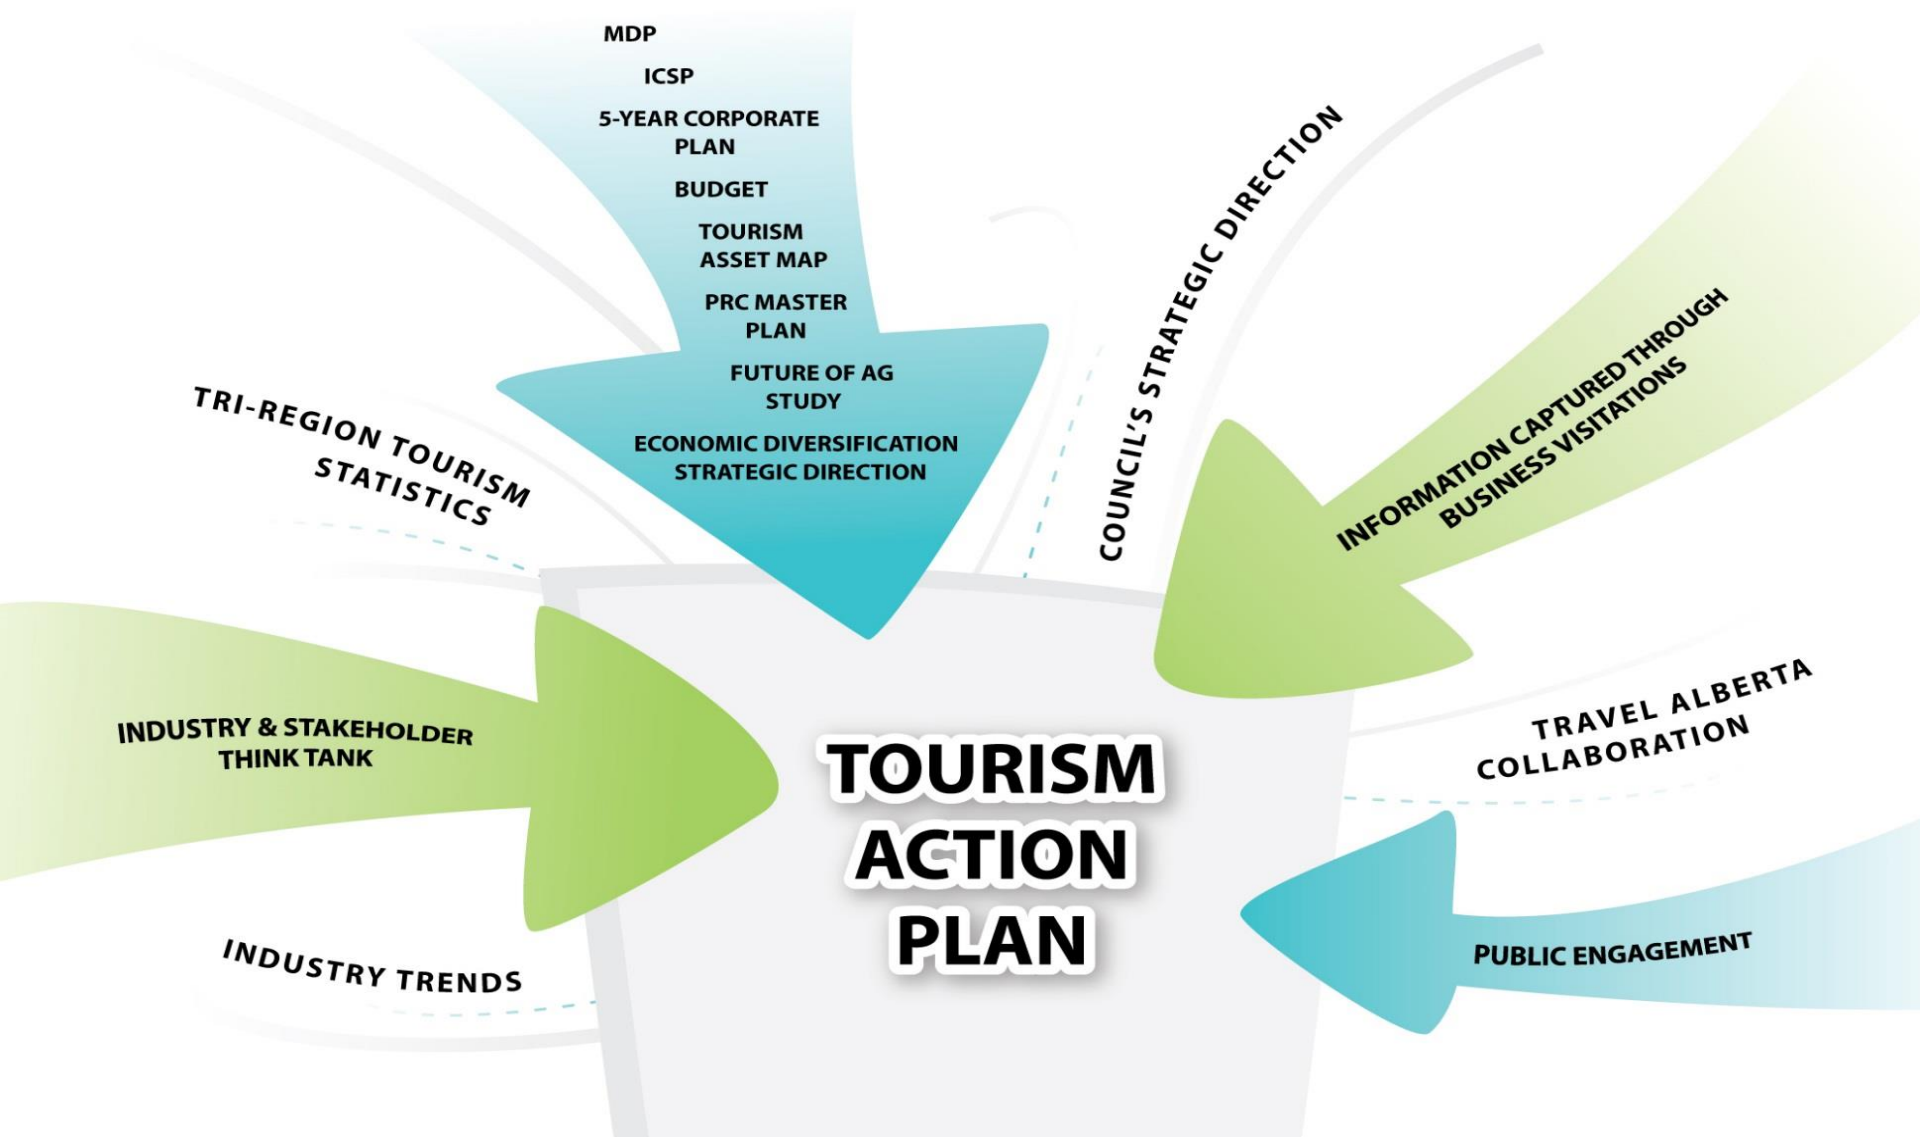 MDP
ICSP
5-YEAR CORPORATE
PLAN
BUDGET
TOURISM
ASSET MAP
PRC MASTER
PLAN
FUTURE OF AG
STUDY
ECONOMIC DIVERSIFICATION
STRATEGIC DIRECTION
COUNCIL'S STRATEGIC DIRECTION
INFORMATION CAPTURED THROUGH
BUSINESS VISITATIONS
TRI-REGION TOURISM
STATISTICS
INDUSTRY & STAKEHOLDER
THINK TANK
TRAVEL ALBERTA
COLLABORATION
TOURISM
ACTION
PLAN
PUBLIC ENGAGEMENT
INDUSTRY TRENDS